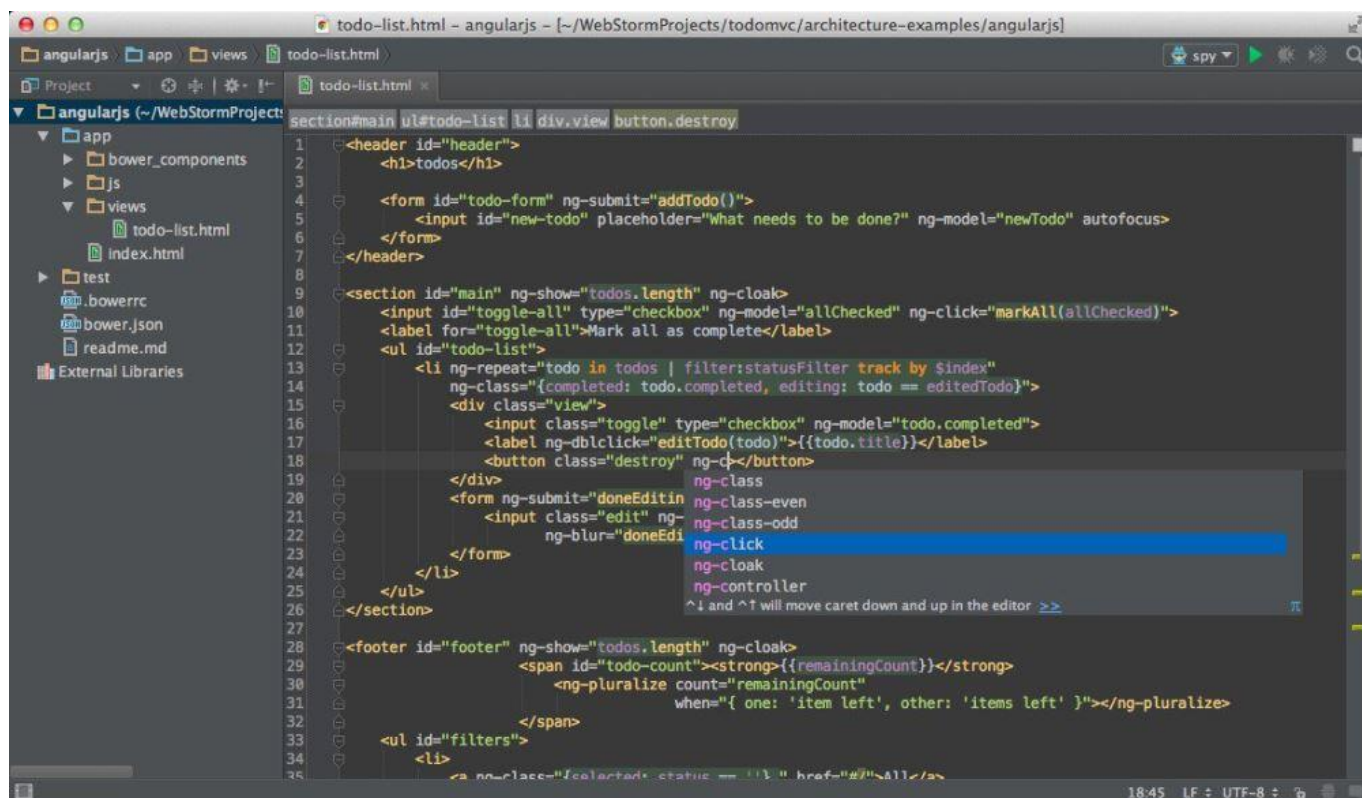 todo-list.html – angularjs – [~/WebStormProjects/todomvc/architecture-examples/angularjs]
angularjs app views todo-list.html spy
Project todo-list.html
angularjs (~/WebStormProjects
app
bower_components
js
views
todo-list.html
index.html
test
.bowerrc
bower.json
readme.md
External Libraries
section#main ul#todo-list li div.view button.destroy
1 <header id="header">
2 <h1>todos</h1>
3
4 <form id="todo-form" ng-submit="addTodo()">
5 <input id="new-todo" placeholder="What needs to be done?" ng-model="newTodo" autofocus>
6 </form>
7 </header>
8
9 <section id="main" ng-show="todos.length" ng-cloak>
10 <input id="toggle-all" type="checkbox" ng-model="allChecked" ng-click="markAll(allChecked)">
11 <label for="toggle-all">Mark all as complete</label>
12 <ul id="todo-list">
13 <li ng-repeat="todo in todos | filter:statusFilter track by $index"
14 ng-class="{completed: todo.completed, editing: todo == editedTodo}">
15 <div class="view">
16 <input class="toggle" type="checkbox" ng-model="todo.completed">
17 <label ng-dblclick="editTodo(todo)">{{todo.title}}</label>
18 <button class="destroy" ng-c></button>
19 </div>
20 <form ng-submit="doneEditin
21 <input class="edit" ng-
22 ng-blur="doneEdi
23 </form>
24 </li>
25 </ul>
26 </section>
27
28 <footer id="footer" ng-show="todos.length" ng-cloak>
29 <span id="todo-count"><strong>{{remainingCount}}</strong>
30 <ng-pluralize count="remainingCount"
31 when="{ one: 'item left', other: 'items left' }"></ng-pluralize>
32 </span>
33 <ul id="filters">
34 <li>
35 <a ng-class="{selected: status == ''} " href="#/">All</a>
ng-class
ng-class-even
ng-class-odd
ng-click
ng-cloak
ng-controller
^↓ and ^↑ will move caret down and up in the editor >>
π
18:45 LF UTF-8